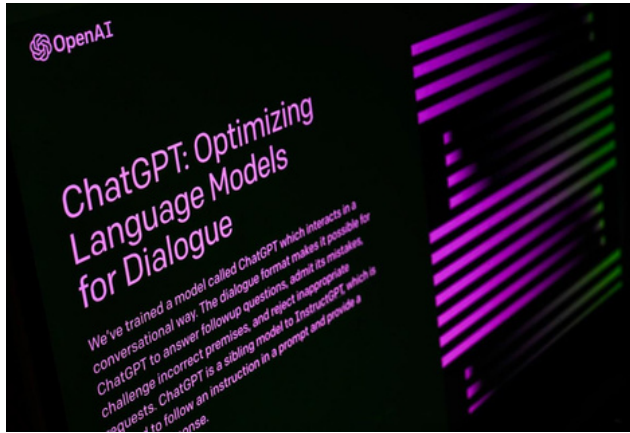 OpenAI
ChatGPT: Optimizing
Language Models
for Dialogue
We've trained a model called ChatGPT which interacts in a
conversational way. The dialogue format makes it possible for
ChatGPT to answer followup questions, admit its mistakes,
challenge incorrect premises, and reject inappropriate
requests. ChatGPT is a sibling model to InstructGPT, which is
to follow an instruction in a prompt and provide a